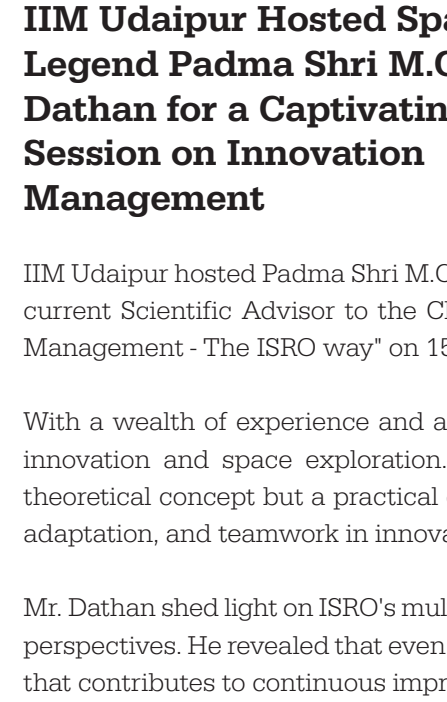 IIM Udaipur Hosted Spa
Legend Padma Shri M.C
Dathan for a Captivatin
Session on Innovation
Management
IIM Udaipur hosted Padma Shri M.C
current Scientific Advisor to the C
Management - The ISRO way" on 15
With a wealth of experience and a
innovation and space exploration.
theoretical concept but a practical
adaptation, and teamwork in innova
Mr. Dathan shed light on ISRO's mul
perspectives. He revealed that even
that contributes to continuous impr